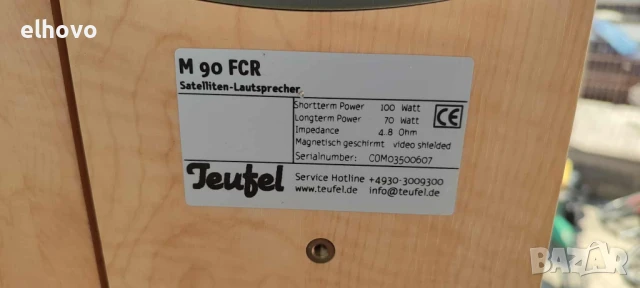 elhovo
M 90 FCR
Satelliten-Lautsprecher
Shortterm Power 100 Watt
Longterm Power 70 Watt
Impedance 4.8 Ohm
Magnetisch geschirmt video shielded
Serialnumber: COM03500607
CE
Teufel
Service Hotline +4930-3009300
www.teufel.de info@teufel.de
BAZAR